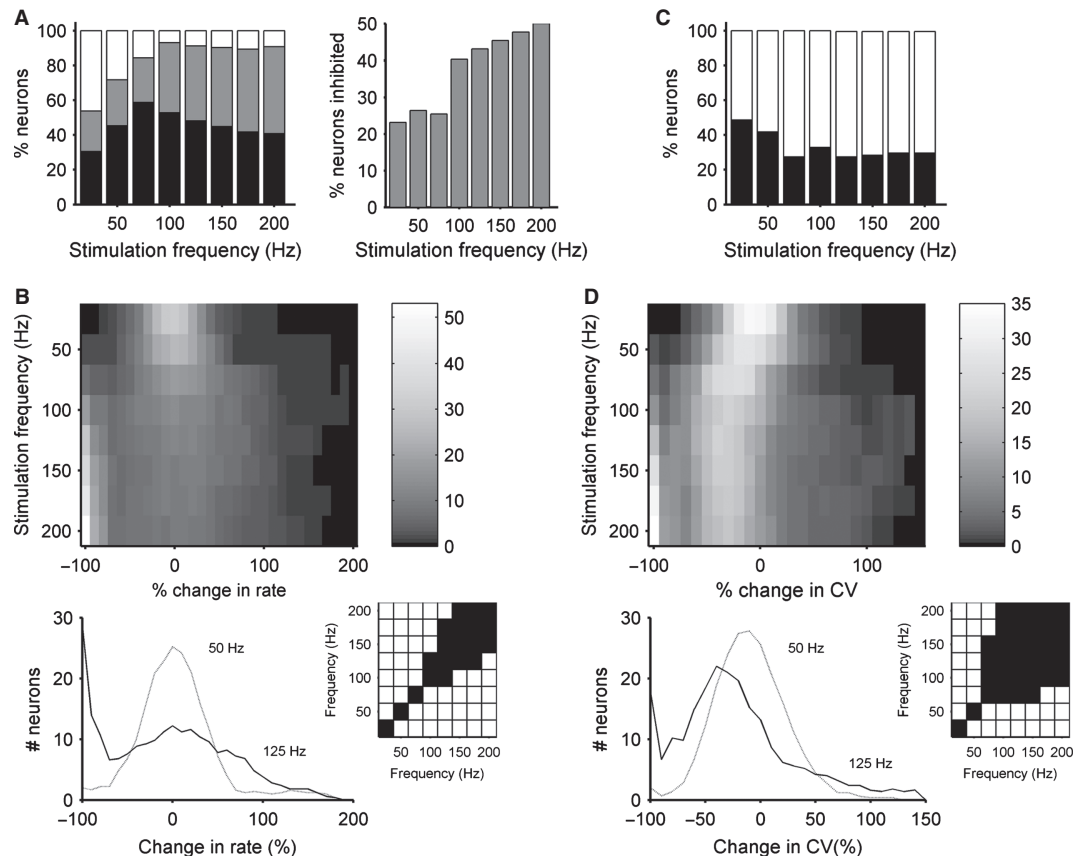 A
% neurons
100
80
60
40
20
0
50 100 150 200
Stimulation frequency (Hz)
% neurons inhibited
50
40
30
20
10
0
50 100 150 200
Stimulation frequency (Hz)
C
% neurons
100
80
60
40
20
0
50 100 150 200
Stimulation frequency (Hz)
B
Stimulation frequency (Hz)
50
100
150
200
−100 0 100 200
% change in rate
50
40
30
20
10
0
D
Stimulation frequency (Hz)
50
100
150
200
−100 0 100
% change in CV
35
30
25
20
15
10
5
0
# neurons
30
20
10
0
50 Hz
125 Hz
−100 0 100 200
Change in rate (%)
Frequency (Hz)
200
150
100
50
50 100 150 200
Frequency (Hz)
# neurons
30
20
10
0
50 Hz
125 Hz
−100 −50 0 50 100 150
Change in CV(%)
Frequency (Hz)
200
150
100
50
50 100 150 200
Frequency (Hz)